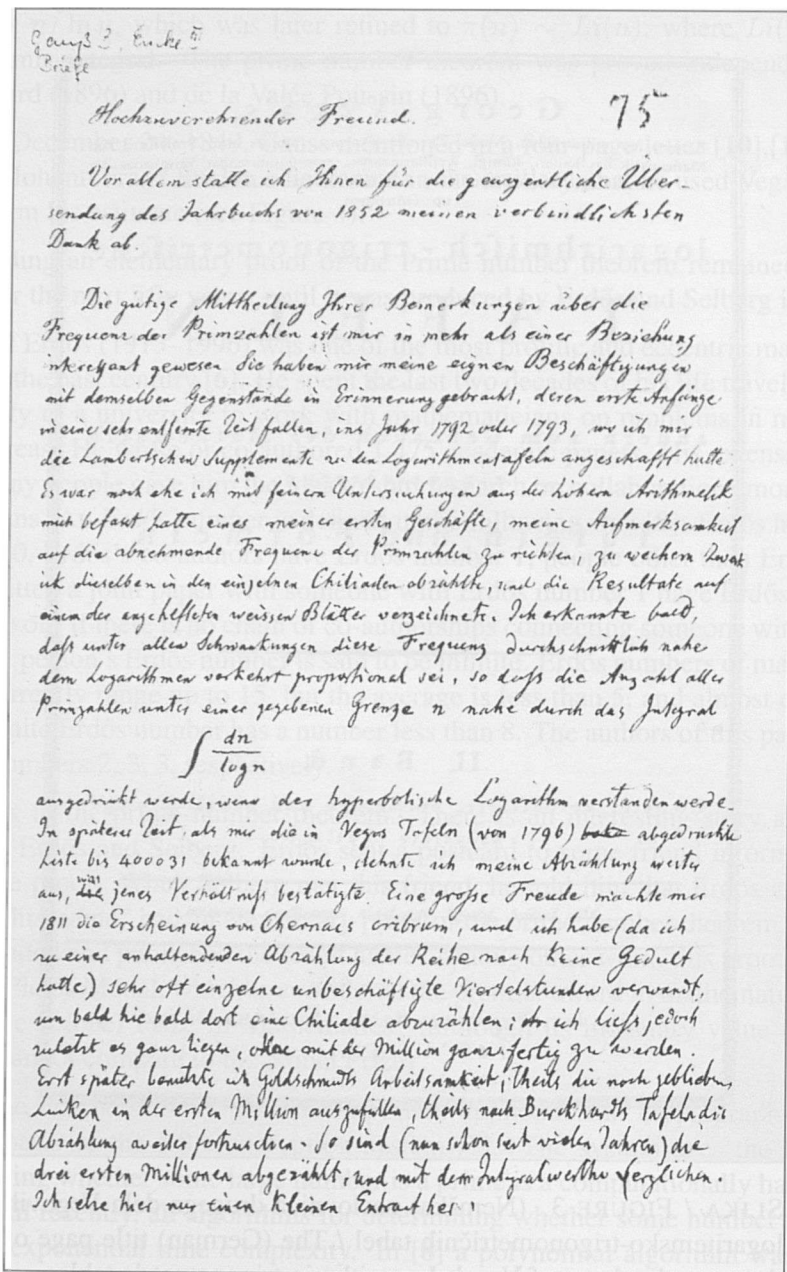 Gauß
Briefe
75
Hochzuverehrender Freund.
Vor allem statte ich Ihnen für die gewogentliche Über-
sendung des Jahrbuchs von 1852 meinen verbindlichsten
Dank ab.
Die gütige Mittheilung Ihrer Bemerkungen über die
Frequenz der Primzahlen ist mir in mehr als einer Beziehung
interessant gewesen Sie haben mir meine eignen Beschäftigungen
mit demselben Gegenstande in Erinnerung gebracht, deren erste Anfänge
in eine sehr entfernte Zeit fallen, ins Jahr 1792 oder 1793, wo ich mir
die Lambertschen Supplemente zu den Logarithmentafeln angeschafft hatte
Es war noch ehe ich mit feinern Untersuchungen aus der höhern Arithmetik
mich befasst hatte eines meiner ersten Geschäfte, meine Aufmerksamkeit
auf die abnehmende Frequenz der Primzahlen zu richten, zu wechem Zweck
ich dieselben in den einzelnen Chiliaden abzählte, und die Resultate auf
einem der angehefteten weissen Blätter verzeichnete. Ich erkannte bald,
daß unter allen Schwankungen diese Frequenz durchschnittlich nahe
dem Logarithmen verkehrt proportional sei, so daß die Anzahl aller
Primzahlen unter einer gegebenen Grenze n nahe durch das Integral
∫ dn / log n
ausgedrükt werde, wenn der hyperbolische Logarithm verstanden werde.
In späterer Zeit, als mir die in Vegas Tafeln (von 1796) abgedruckte
Liste bis 400031 bekannt wurde, dehnte ich meine Abzählung weiter
aus, was jenes Verhältniß bestätigte. Eine große Freude machte mir
1811 die Erscheinung von Chernacs cribrum, und ich habe (da ich
zu einer anhaltendenden Abzählung der Reihe nach keine Gedult
hatte) sehr oft einzelne unbeschäftigte Viertelstunden verwandt,
um bald hie bald dort eine Chiliade abzuzählen; ich ließ jedoch
zuletzt es ganz liegen, ohne mit der Million ganz fertig zu werden.
Erst später benutzte ich Goldschmidts Arbeitsamkeit, theils die noch gebliebnen
Lücken in der ersten Million auszufüllen, theils nach Burckhardts Tafeln die
Abzählung weiter fortzusetzen. So sind (nun schon seit vielen Jahren) die
drei ersten Millionen abgezählt, und mit dem Integralwerthe verglichen.
Ich setze hier nur einen kleinen Extract her: